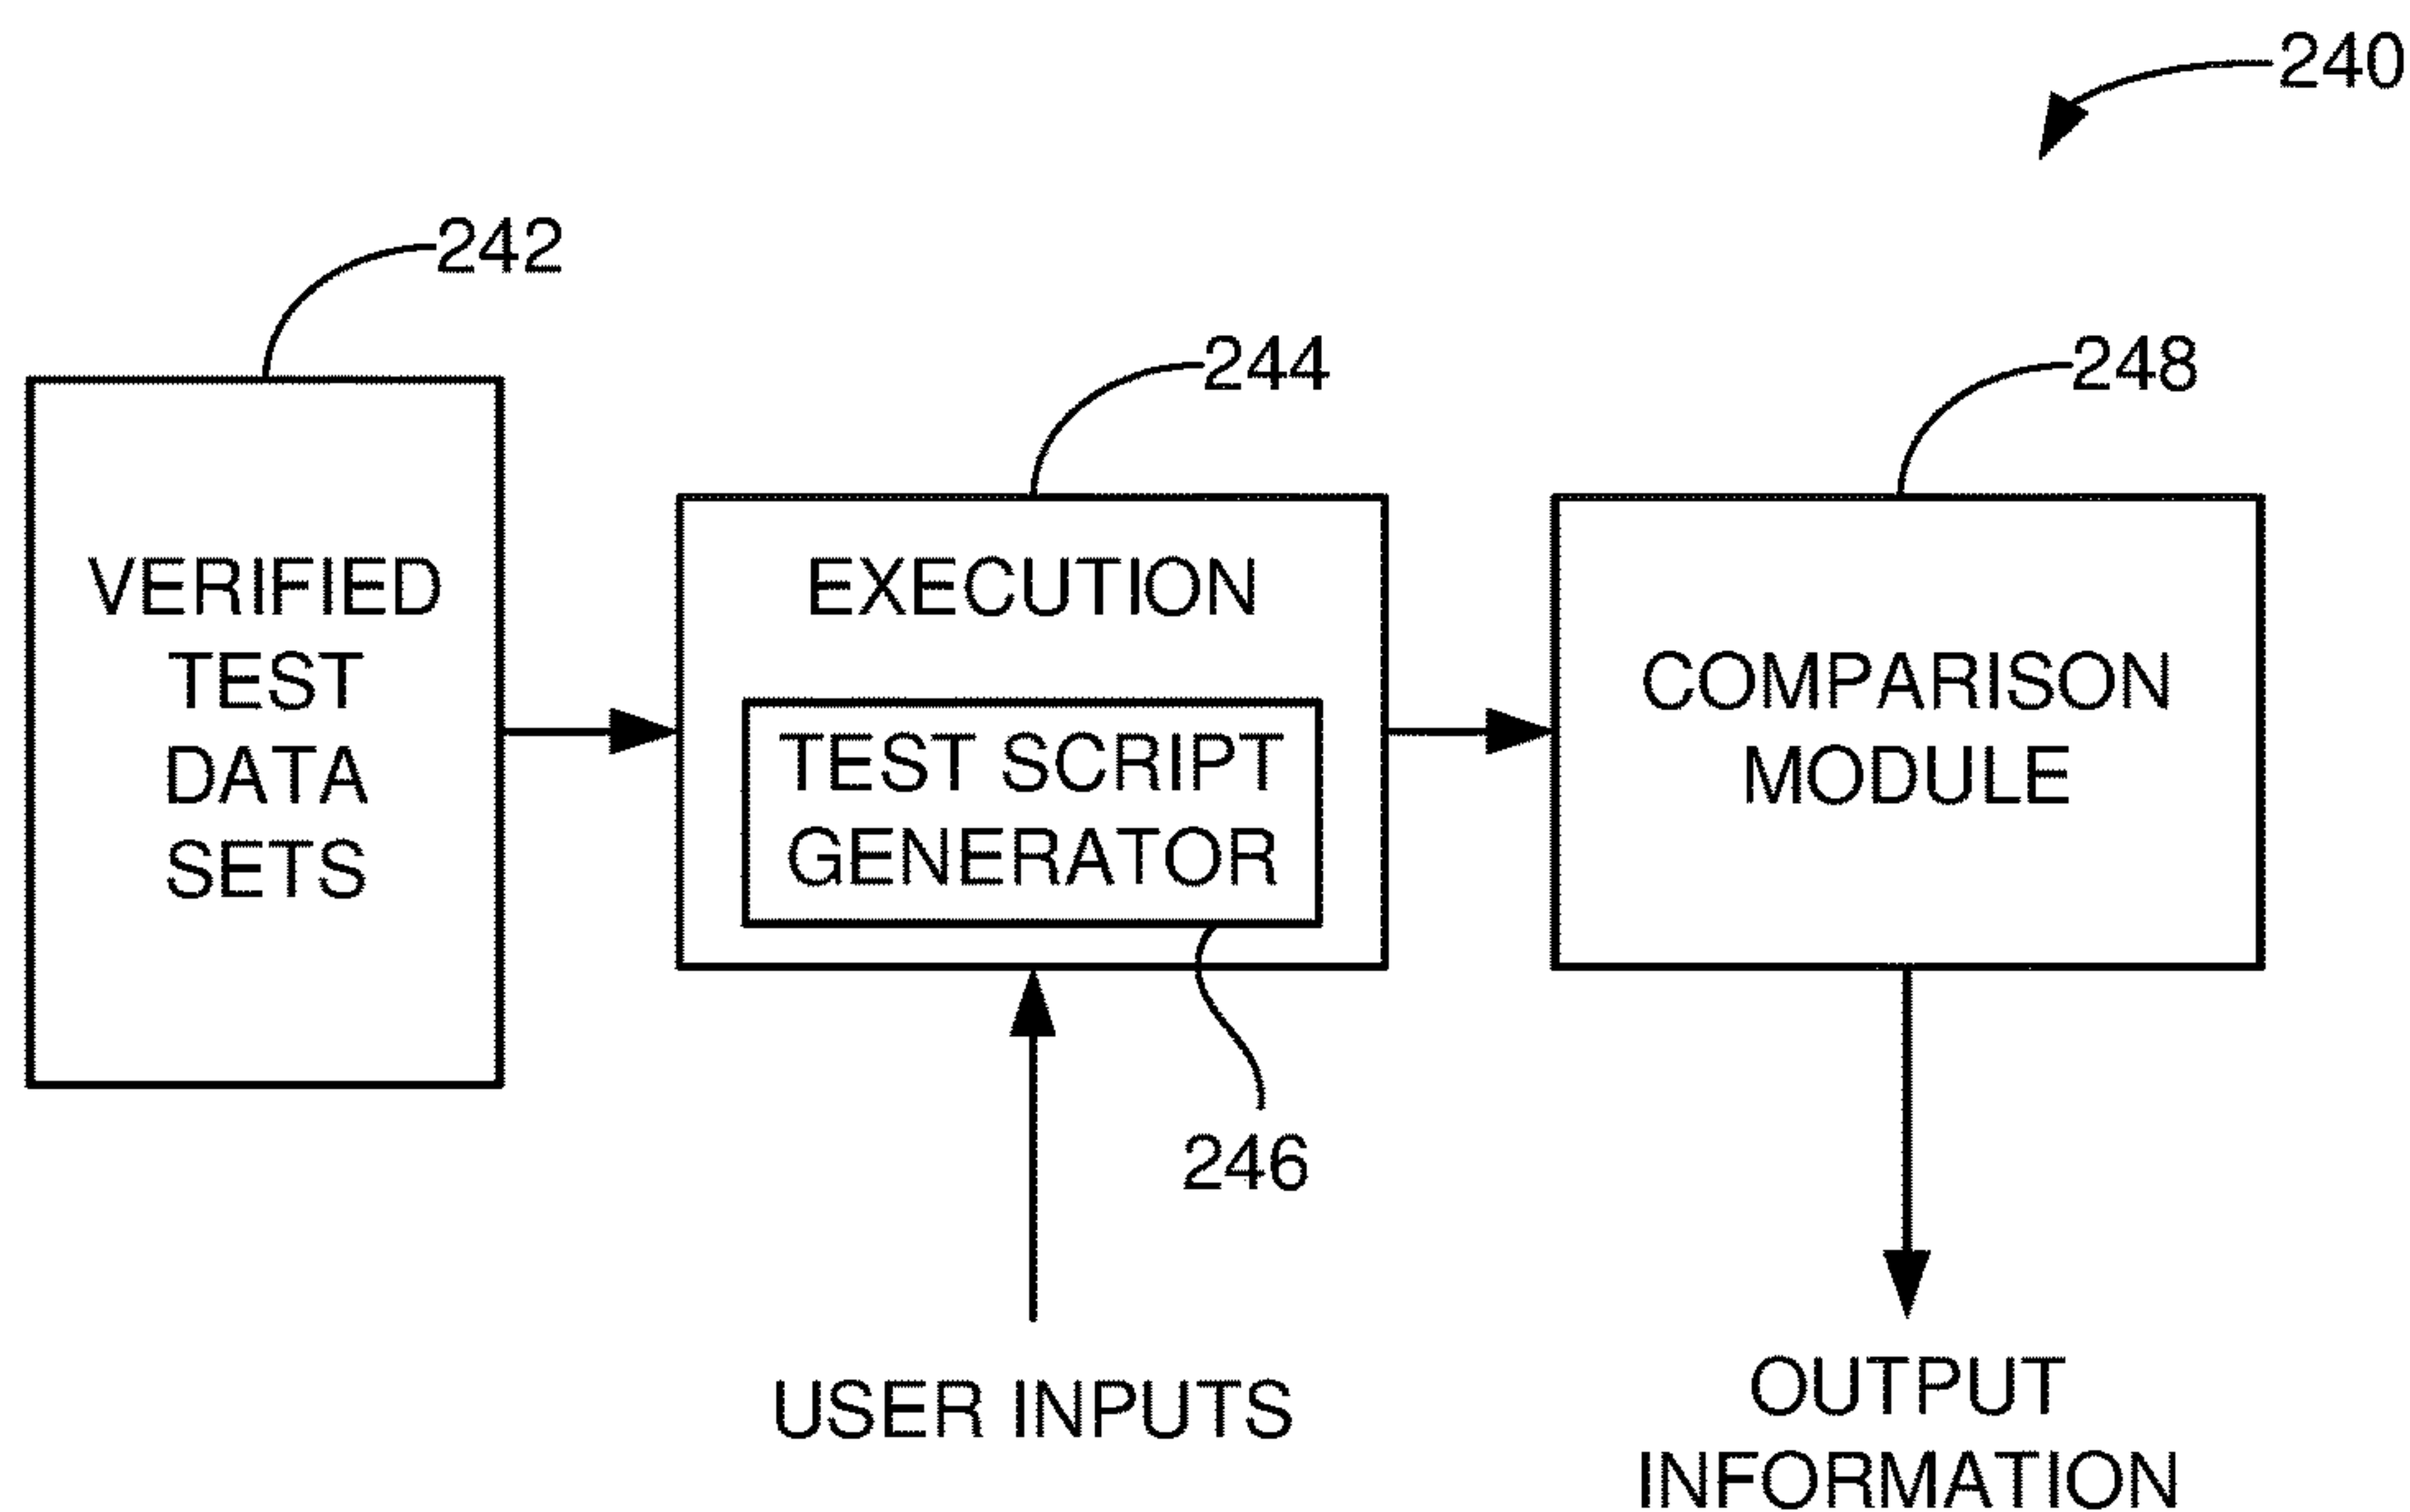 240
242
244
248
VERIFIED
TEST
DATA
SETS
EXECUTION
TEST SCRIPT
GENERATOR
COMPARISON
MODULE
246
USER INPUTS
OUTPUT
INFORMATION